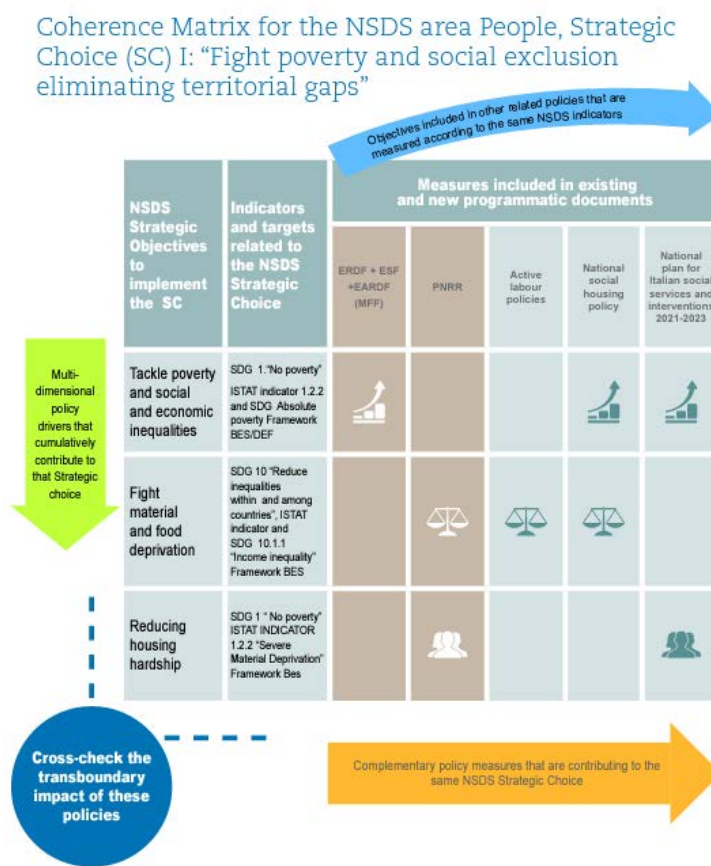 Coherence Matrix for the NSDS area People, Strategic
Choice (SC) I: “Fight poverty and social exclusion
eliminating territorial gaps”
Objectives included in other related policies that are
measured according to the same NSDS indicators
NSDS
Strategic
Objectives
to
implement
the SC
Indicators
and targets
related to
the NSDS
Strategic
Choice
Measures included in existing
and new programmatic documents
ERDF + ESF
+EARDF
(MFF)
PNRR
Active
labour
policies
National
social
housing
policy
National
plan for
Italian social
services and
interventions
2021-2023
Multi-
dimensional
policy
drivers that
cumulatively
contribute to
that Strategic
choice
Tackle poverty
and social
and economic
inequalities
SDG 1.“No poverty”
ISTAT indicator 1.2.2
and SDG Absolute
poverty Framework
BES/DEF
Fight
material
and food
deprivation
SDG 10 “Reduce
inequalities
within and among
countries”, ISTAT
indicator and
SDG 10.1.1
“Income inequality”
Framework BES
Reducing
housing
hardship
SDG 1 “ No poverty”
ISTAT INDICATOR
1.2.2 “Severe
Material Deprivation”
Framework Bes
Cross-check the
transboundary
impact of these
policies
Complementary policy measures that are contributing to the
same NSDS Strategic Choice